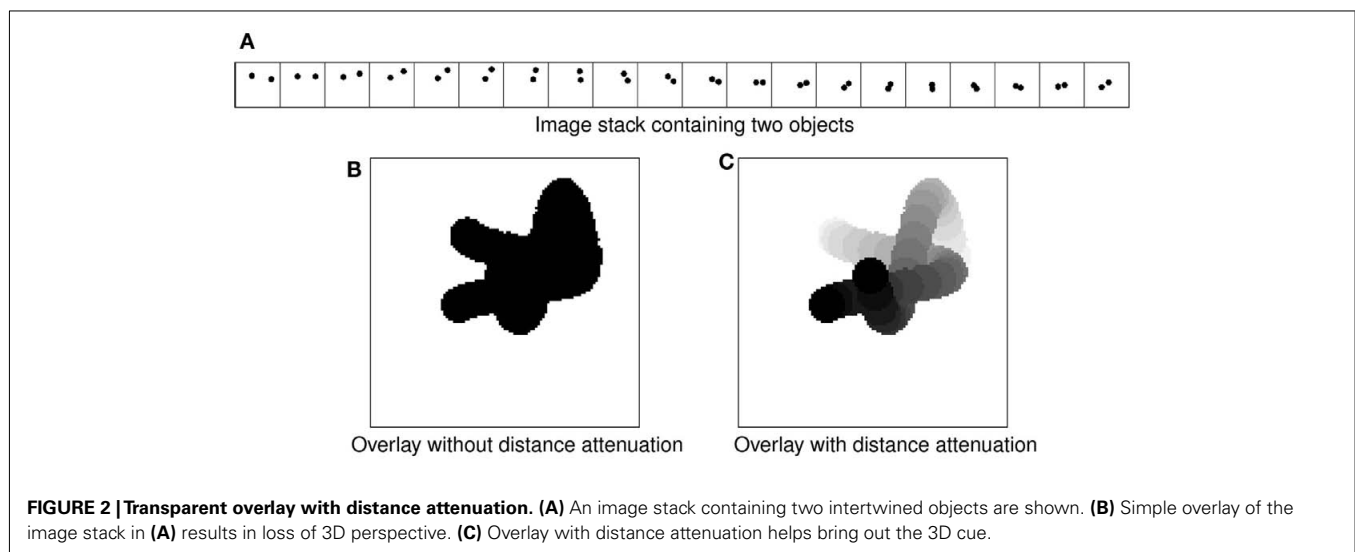 A
Image stack containing two objects
B
C
Overlay without distance attenuation
Overlay with distance attenuation
FIGURE 2 | Transparent overlay with distance attenuation. (A) An image stack containing two intertwined objects are shown. (B) Simple overlay of the
image stack in (A) results in loss of 3D perspective. (C) Overlay with distance attenuation helps bring out the 3D cue.